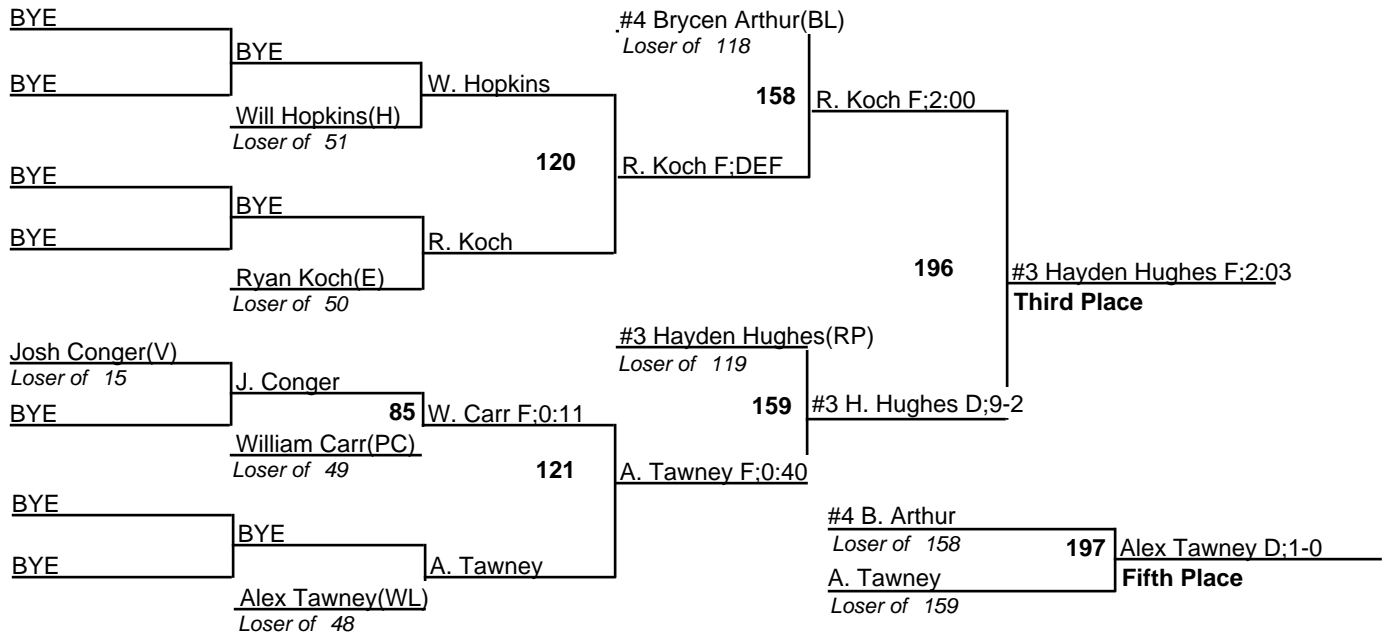 BYE
BYE
BYE
Will Hopkins(H)
Loser of 51
W. Hopkins
BYE
BYE
BYE
Ryan Koch(E)
Loser of 50
R. Koch
120
R. Koch F;DEF
#4 Brycen Arthur(BL)
Loser of 118
158
R. Koch F;2:00
Josh Conger(V)
Loser of 15
BYE
J. Conger
William Carr(PC)
Loser of 49
85
W. Carr F;0:11
BYE
BYE
BYE
Alex Tawney(WL)
Loser of 48
A. Tawney
121
A. Tawney F;0:40
#3 Hayden Hughes(RP)
Loser of 119
159
#3 H. Hughes D;9-2
196
#3 Hayden Hughes F;2:03
Third Place
#4 B. Arthur
Loser of 158
A. Tawney
Loser of 159
197
Alex Tawney D;1-0
Fifth Place